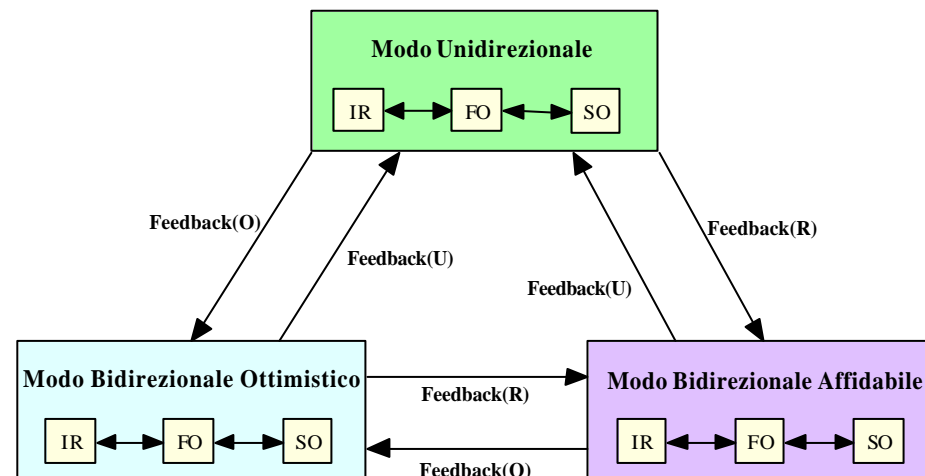 Modo Unidirezionale
IR FO SO
Feedback(O)
Feedback(R)
Feedback(U)
Feedback(U)
Modo Bidirezionale Ottimistico
IR FO SO
Feedback(R)
Feedback(O)
Modo Bidirezionale Affidabile
IR FO SO